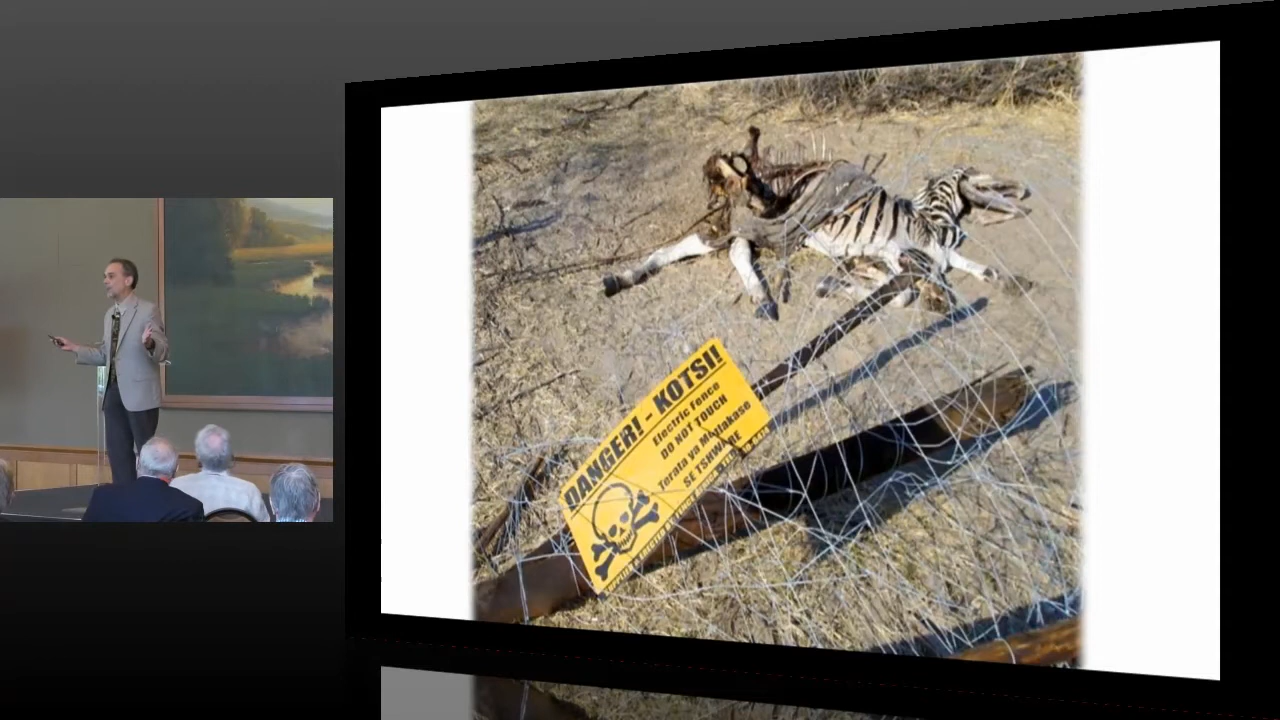 DANGER! - KOTSI!
Electric Fence
DO NOT TOUCH
Terata ya Motlakase
SE TSHWARE